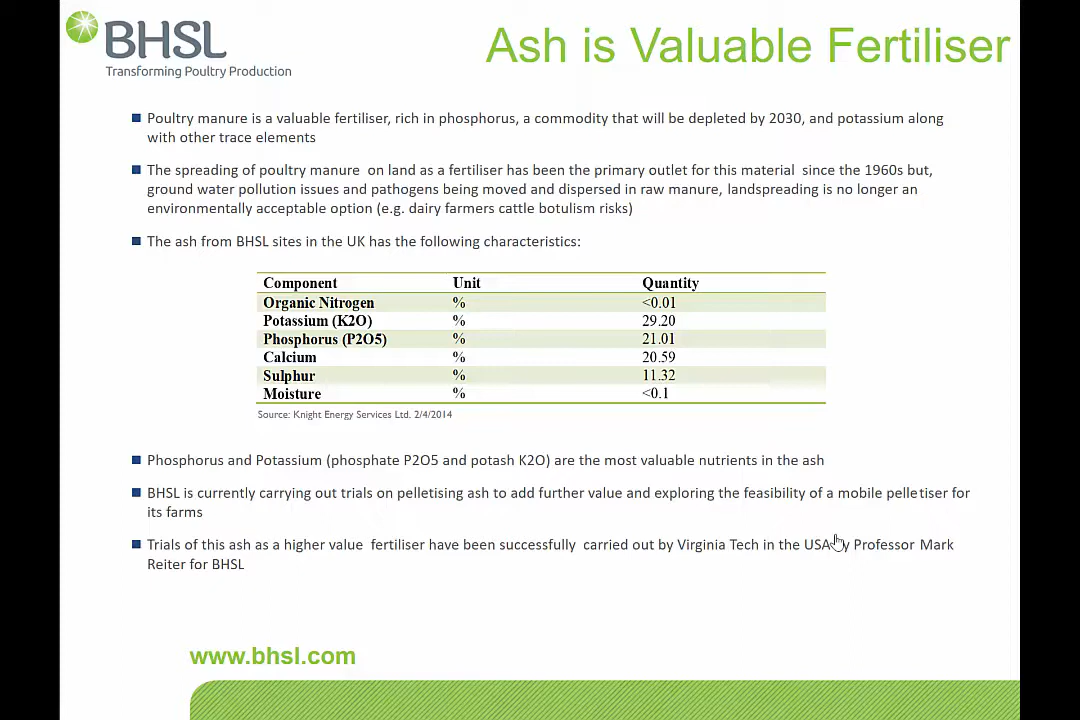 BHSL
Transforming Poultry Production
Ash is Valuable Fertiliser
Poultry manure is a valuable fertiliser, rich in phosphorus, a commodity that will be depleted by 2030, and potassium along
with other trace elements
The spreading of poultry manure on land as a fertiliser has been the primary outlet for this material since the 1960s but,
ground water pollution issues and pathogens being moved and dispersed in raw manure, landspreading is no longer an
environmentally acceptable option (e.g. dairy farmers cattle botulism risks)
The ash from BHSL sites in the UK has the following characteristics:
Component Unit Quantity
Organic Nitrogen % <0.01
Potassium (K2O) % 29.20
Phosphorus (P2O5) % 21.01
Calcium % 20.59
Sulphur % 11.32
Moisture % <0.1
Source: Knight Energy Services Ltd. 2/4/2014
Phosphorus and Potassium (phosphate P2O5 and potash K2O) are the most valuable nutrients in the ash
BHSL is currently carrying out trials on pelletising ash to add further value and exploring the feasibility of a mobile pelletiser for
its farms
Trials of this ash as a higher value fertiliser have been successfully carried out by Virginia Tech in the USA Professor Mark
Reiter for BHSL
www.bhsl.com